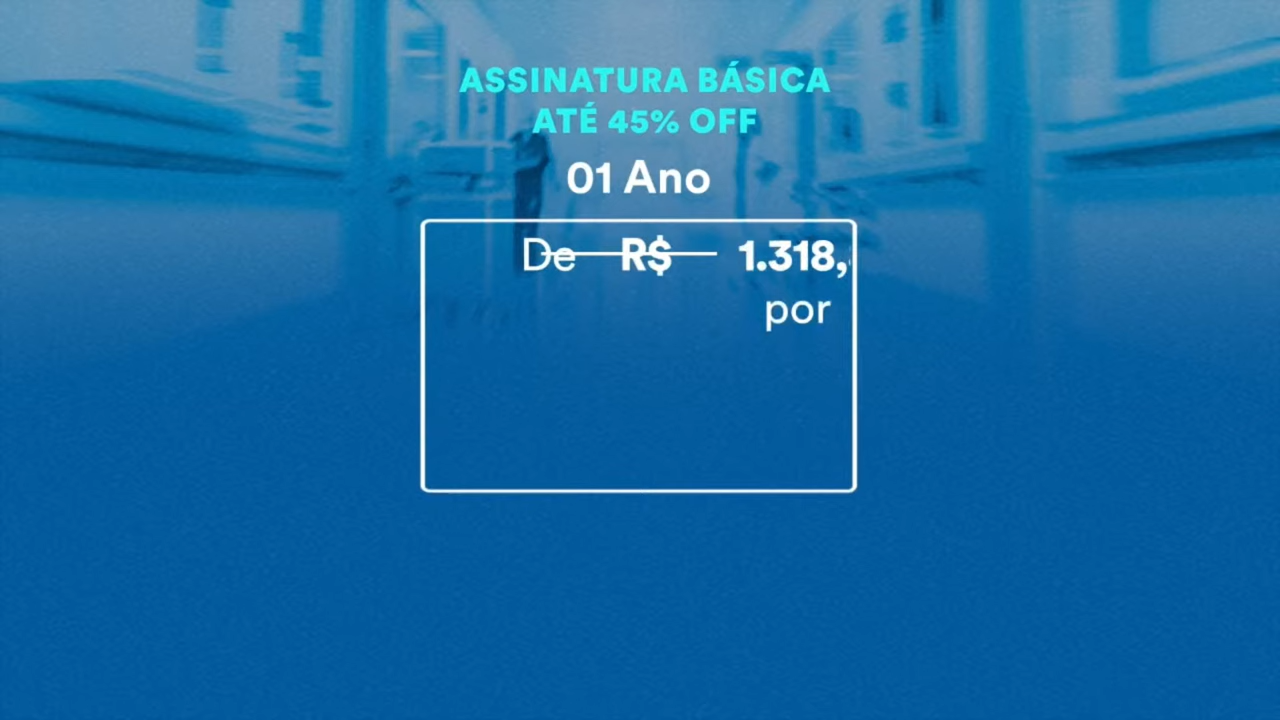 ASSINATURA BÁSICA
ATÉ 45% OFF
01 Ano
De R$ 1.318,
por